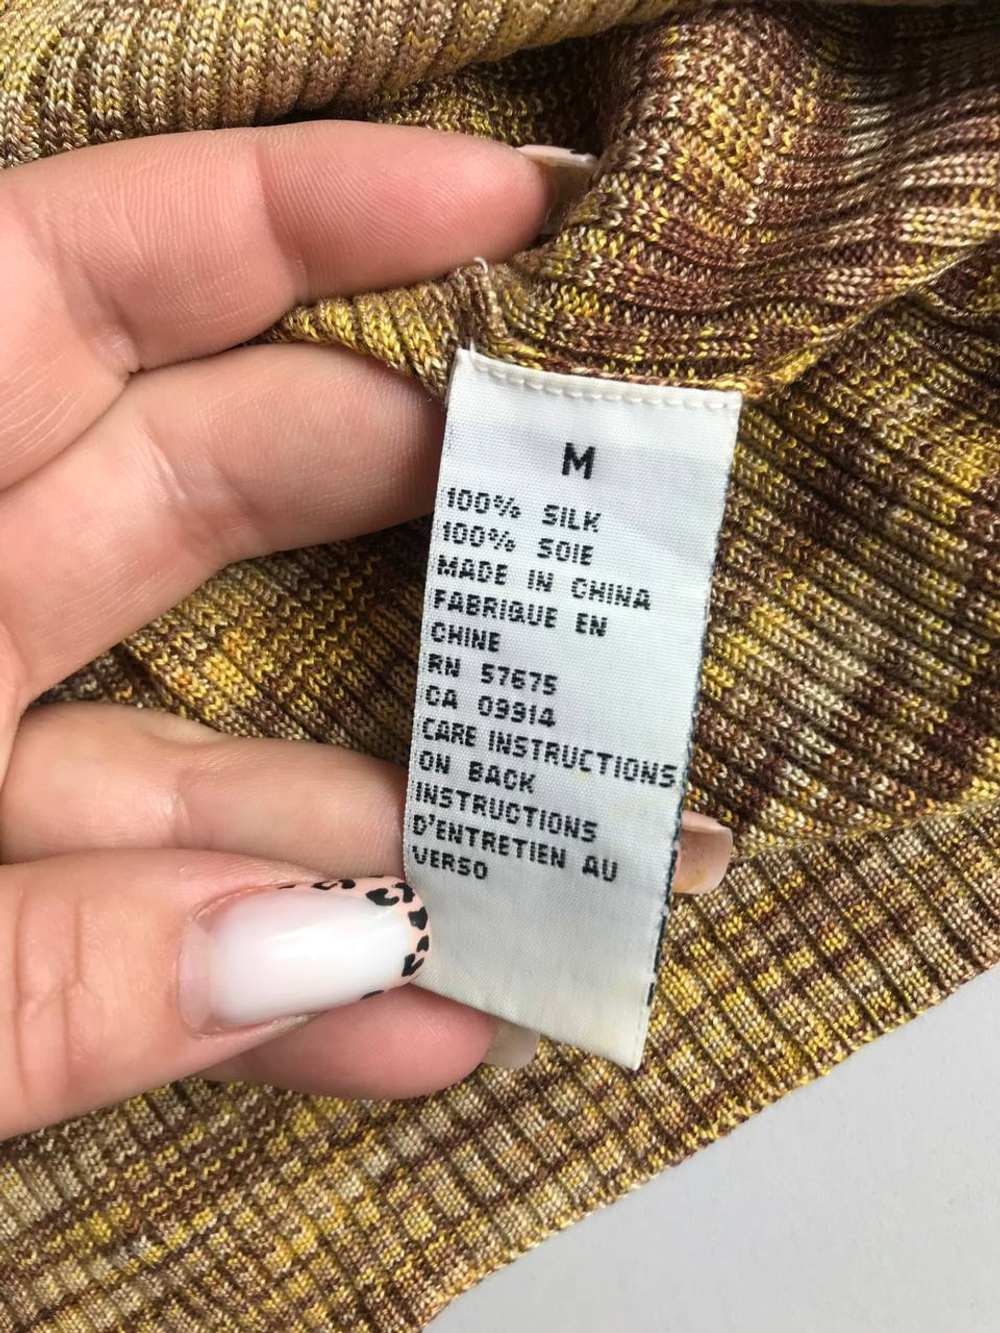 M
100% SILK
100% SOIE
MADE IN CHINA
FABRIQUE EN
CHINE
RN 57675
CA 09914
CARE INSTRUCTIONS
ON BACK
INSTRUCTIONS
D'ENTRETIEN AU
VERSO